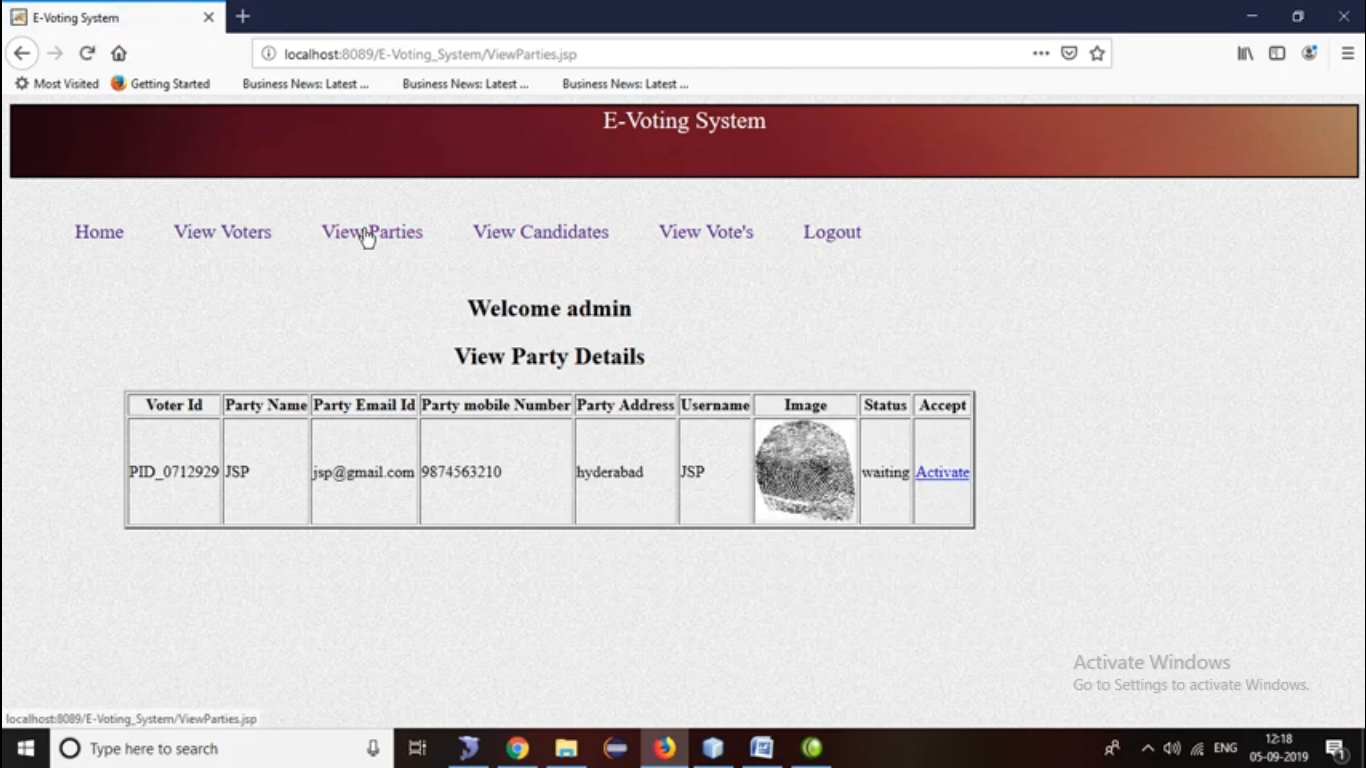 E-Voting System
localhost:8089/E-Voting_System/ViewParties.jsp
Most Visited Getting Started Business News: Latest ... Business News: Latest ... Business News: Latest ...
E-Voting System
Home View Voters View Parties View Candidates View Vote's Logout
Welcome admin
View Party Details
Voter Id Party Name Party Email Id Party mobile Number Party Address Username Image Status Accept
PID_0712929 JSP jsp@gmail.com 9874563210 hyderabad JSP waiting Activate
Activate Windows
Go to Settings to activate Windows.
localhost:8089/E-Voting_System/ViewParties.jsp
Type here to search ENG 12:18
05-09-2019 1